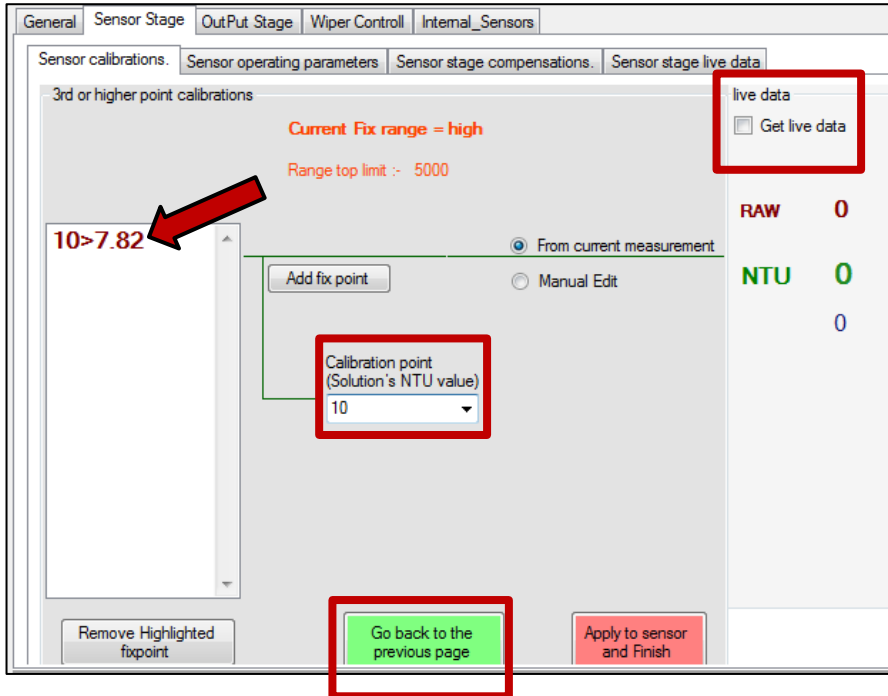 General Sensor Stage OutPut Stage Wiper Controll Internal_Sensors
Sensor calibrations. Sensor operating parameters Sensor stage compensations. Sensor stage live data
3rd or higher point calibrations
Current Fix range = high
Range top limit :- 5000
10>7.82
From current measurement
Add fix point
Manual Edit
Calibration point
(Solution's NTU value)
10
Remove Highlighted
fixpoint
Go back to the
previous page
Apply to sensor
and Finish
live data
Get live data
RAW 0
NTU 0
0